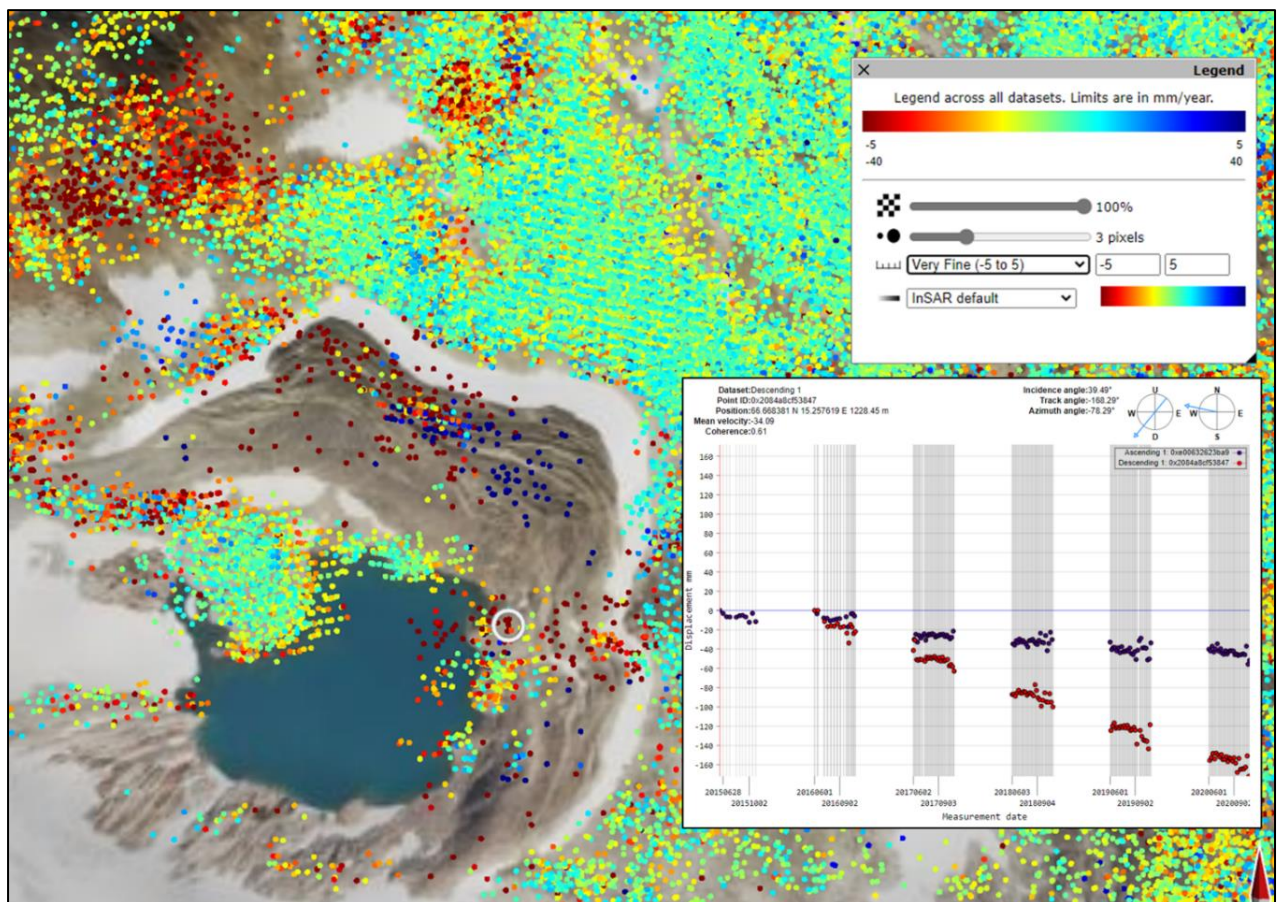 Legend
Legend across all datasets. Limits are in mm/year.
-5 5
-40 40
100%
3 pixels
Very Fine (-5 to 5) -5 5
InSAR default
Dataset:Descending 1
Point ID:0x2084a8cf53847
Position:66.668381 N 15.257619 E 1228.45 m
Mean velocity:-34.09
Coherence:0.61
Incidence angle:39.49°
Track angle:-168.29°
Azimuth angle:-78.29°
U N
W E W E
D S
Ascending 1: 0xe00632623ba9
Descending 1: 0x2084a8cf53847
160
140
120
100
80
60
40
20
0
-20
-40
-60
-80
-100
-120
-140
-160
Displacement mm
20150628 20160601 20170602 20180603 20190601 20200601
20151002 20160902 20170903 20180904 20190902
Measurement date